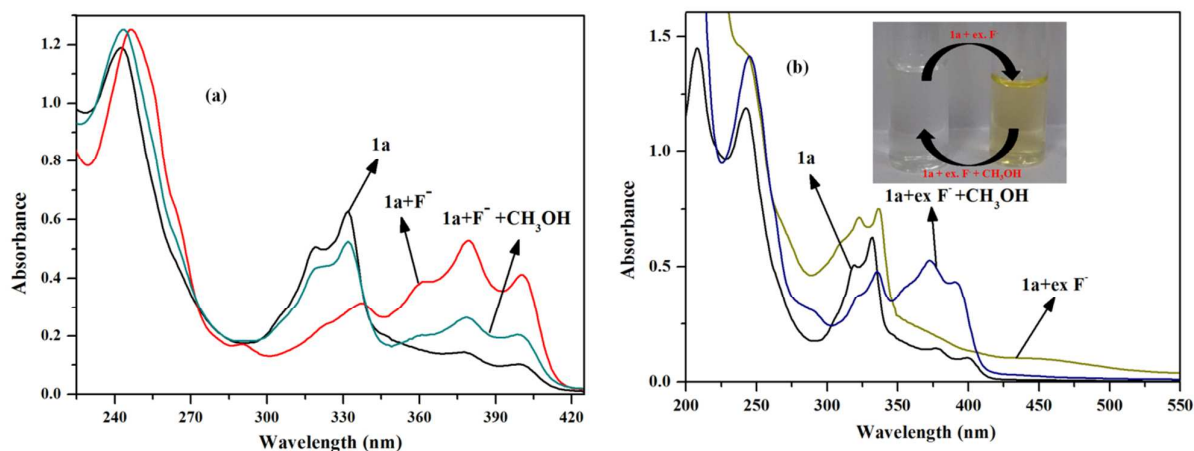 (a)
1a
1a+F⁻
1a+F⁻ +CH₃OH
1.2
1.0
0.8
0.6
0.4
0.2
0.0
240
270
300
330
360
390
420
Absorbance
Wavelength (nm)
(b)
1a + ex. F
1a + ex. F + CH₃OH
1a
1a+ex F⁻ +CH₃OH
1a+ex F⁻
1.5
1.0
0.5
0.0
200
250
300
350
400
450
500
550
Absorbance
Wavelength (nm)